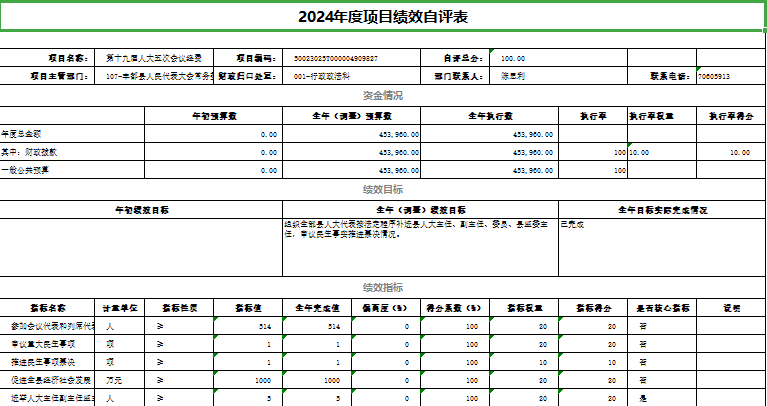 2024年度项目绩效自评表
项目名称： 第十九届人大五次会议经费 项目编码： 50023025T000004909827 自评总分： 100.00
项目主管部门： 107-丰都县人民代表大会常务委 财政归口处室： 001-行政政法科 部门联系人： 陈思利 联系电话： 70605913
资金情况
年初预算数 全年（调整）预算数 全年执行数 执行率 执行率权重 执行率得分
年度总金额 0.00 453,960.00 453,960.00
其中：财政拨款 0.00 453,960.00 453,960.00 100 10.00 10.00
一般公共预算 0.00 453,960.00 453,960.00 100
绩效目标
年初绩效目标 全年（调整）绩效目标 全年目标实际完成情况
组织全部县人大代表按法定程序补选县人大主任、副主任、委员、县监委主 已完成
任，审议民生事实推进票决情况。
绩效指标
指标名称 计量单位 指标性质 指标值 全年完成值 偏离度（%） 得分系数（%） 指标权重 指标得分 是否核心指标 说明
参加会议代表和列席代表 人 ≥ 514 514 0 100 20 20 否
审议重大民生事项 项 ≥ 1 1 0 100 20 20 否
推进民生事项票决 项 ≥ 1 1 0 100 10 10 否
促进全县经济社会发展 万元 ≥ 1000 1000 0 100 20 20 否
选举人大主任副主任监 人 ≥ 5 5 0 100 20 20 是